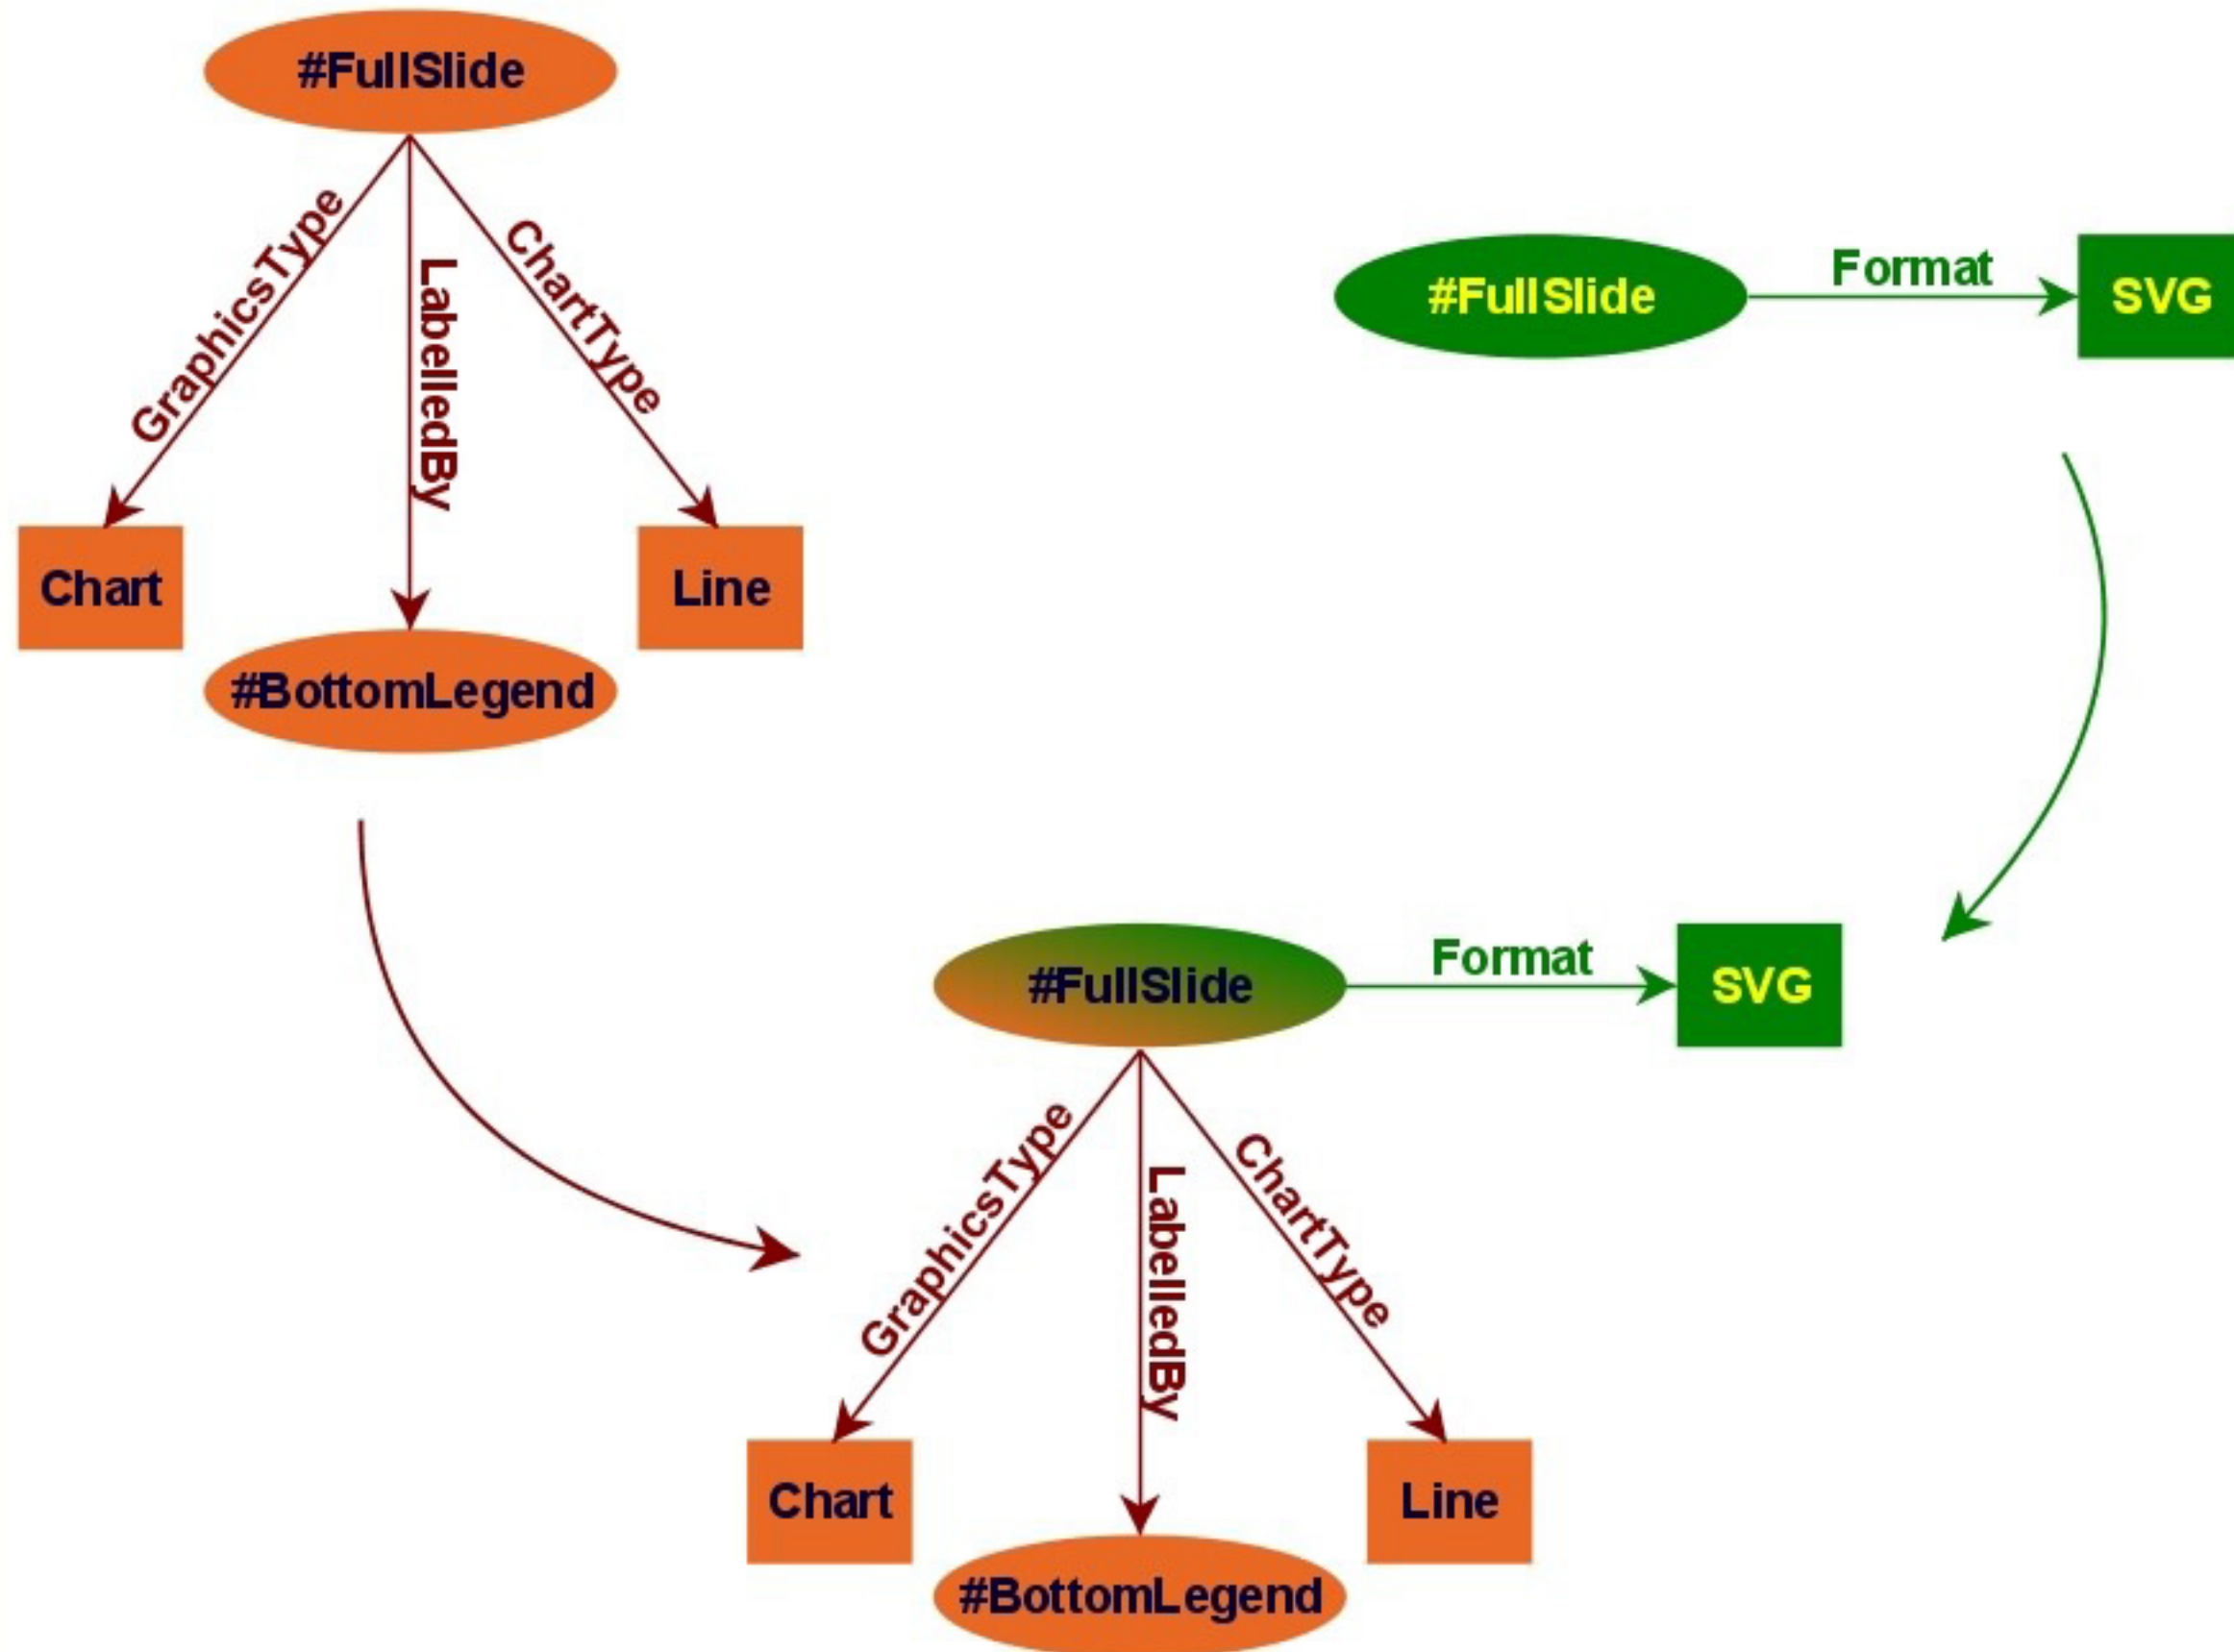 #FullSlide
GraphicsType
LabelledBy
ChartType
Chart
Line
#BottomLegend
#FullSlide
Format
SVG
#FullSlide
Format
SVG
GraphicsType
LabelledBy
ChartType
Chart
Line
#BottomLegend